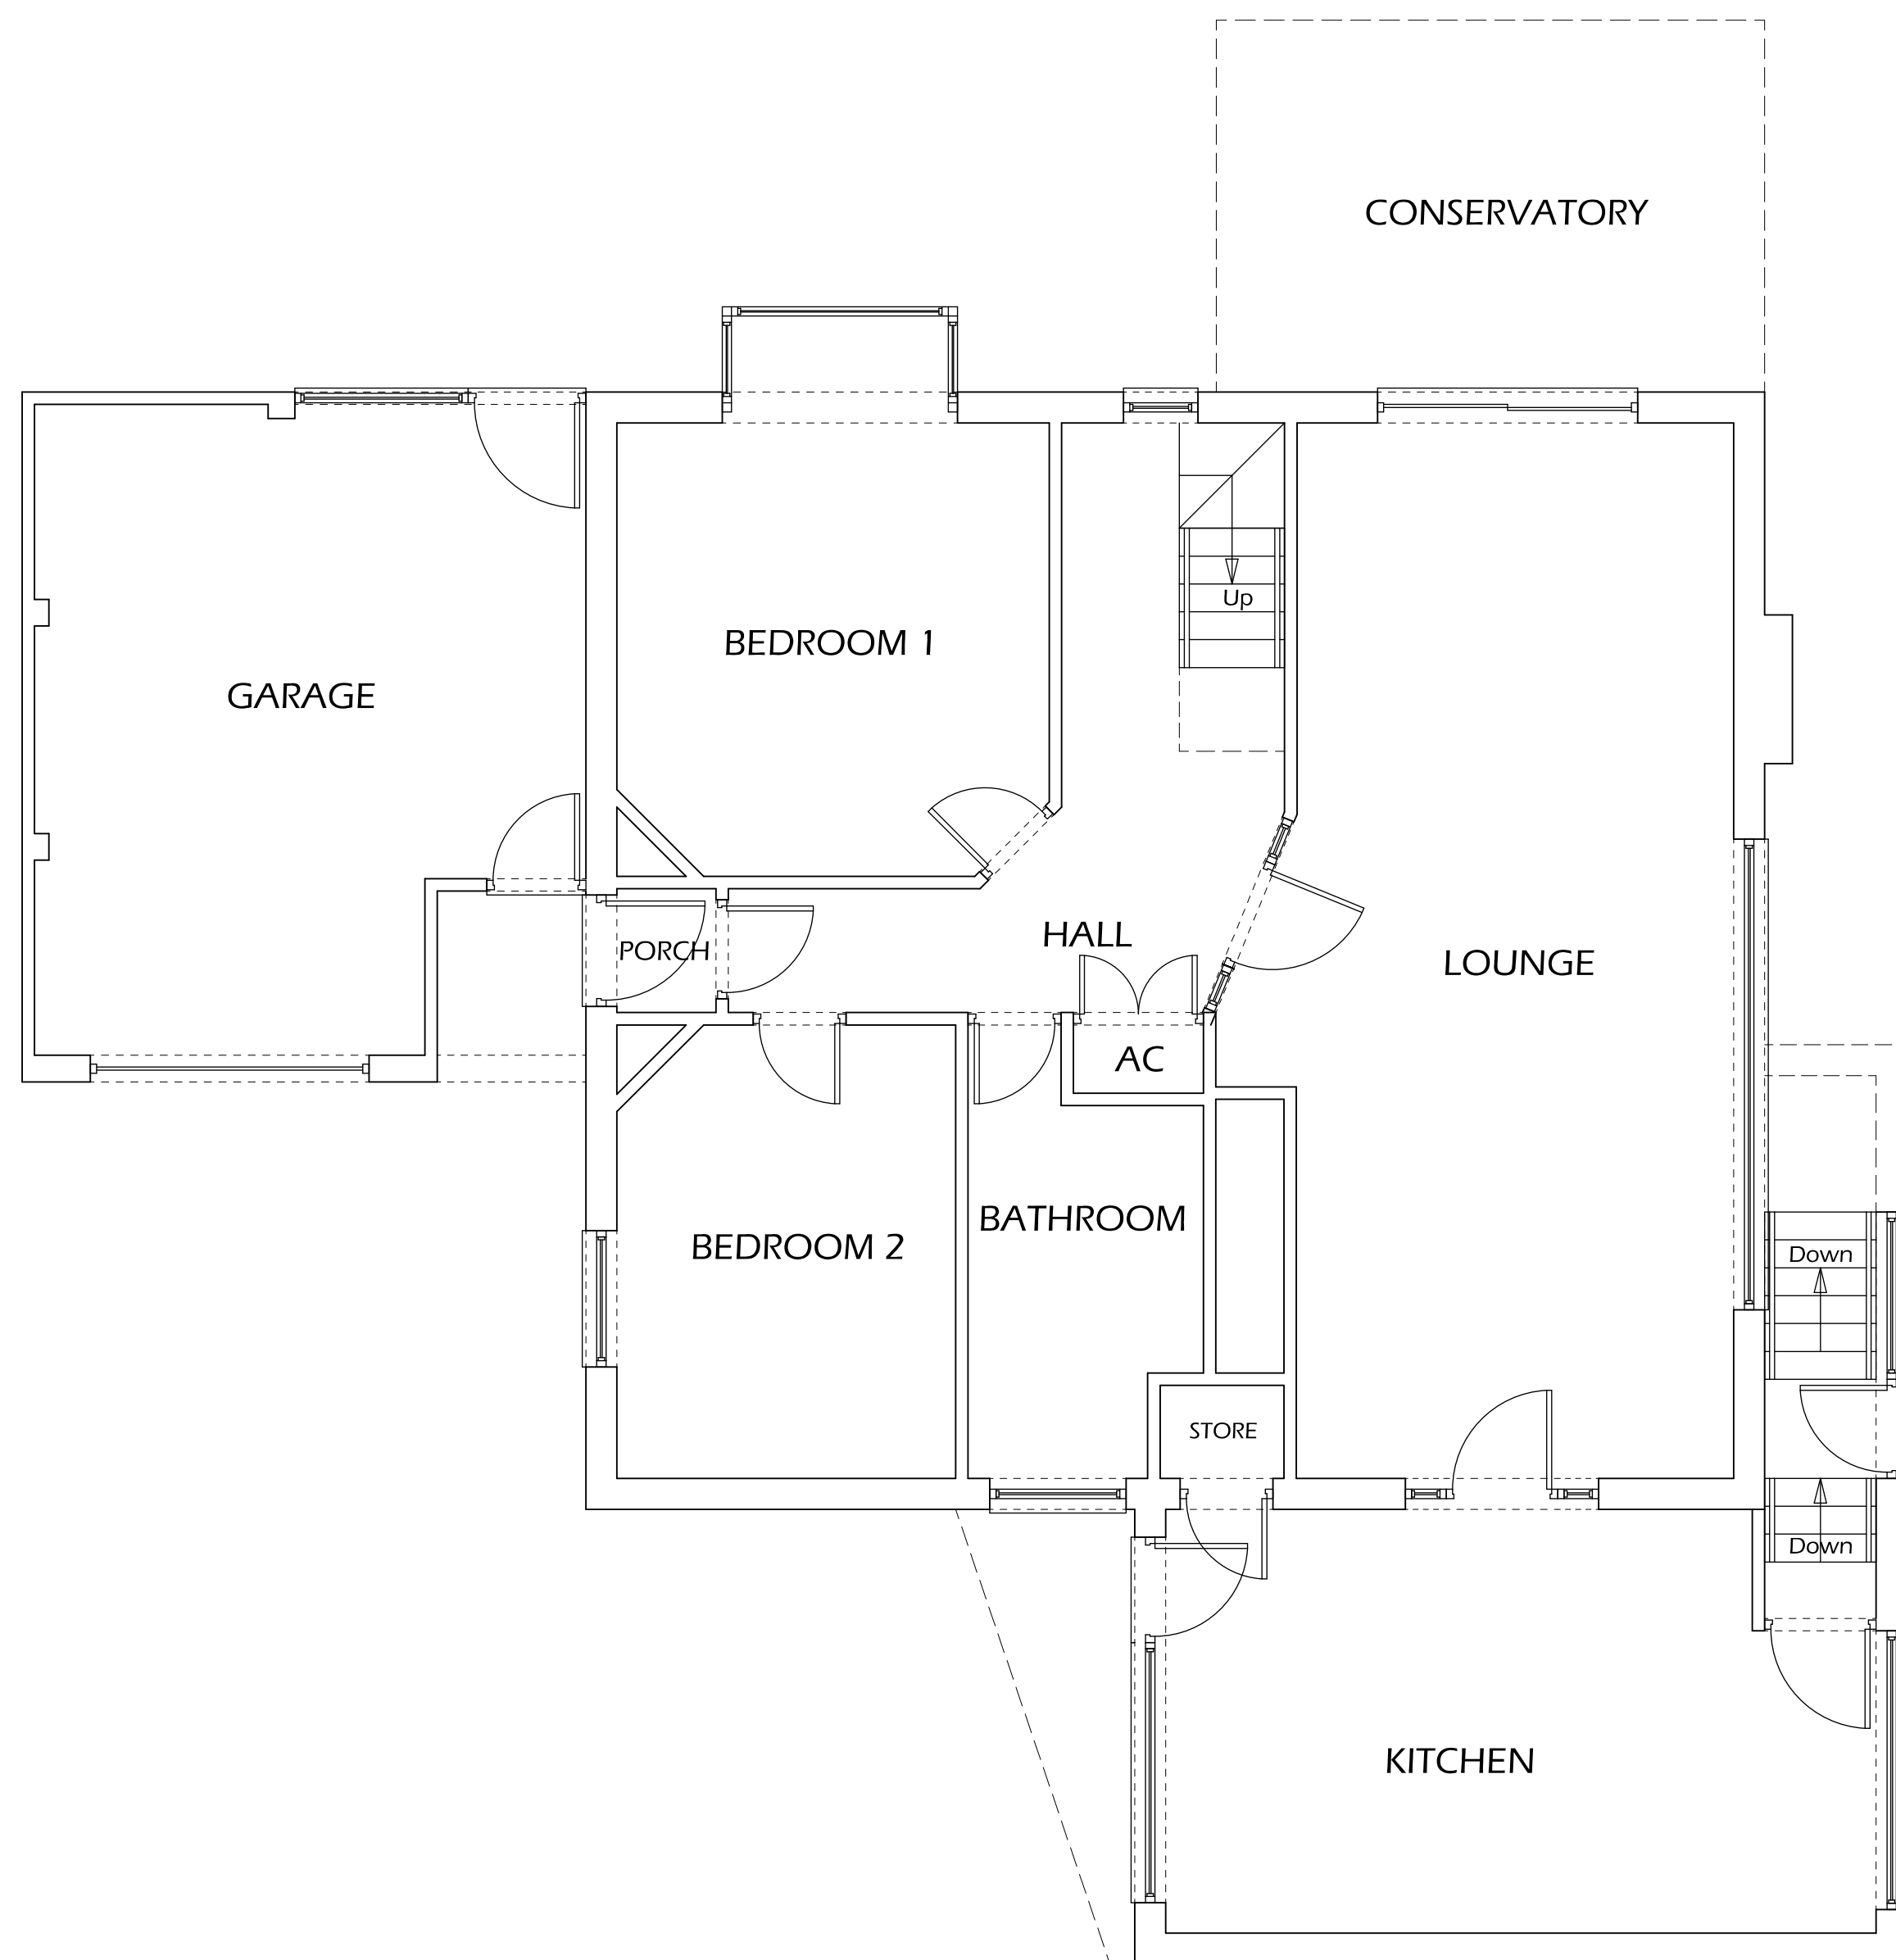 CONSERVATORY
Up
BEDROOM 1
GARAGE
HALL
PORCH
LOUNGE
AC
BATHROOM
BEDROOM 2
Down
STORE
Down
KITCHEN